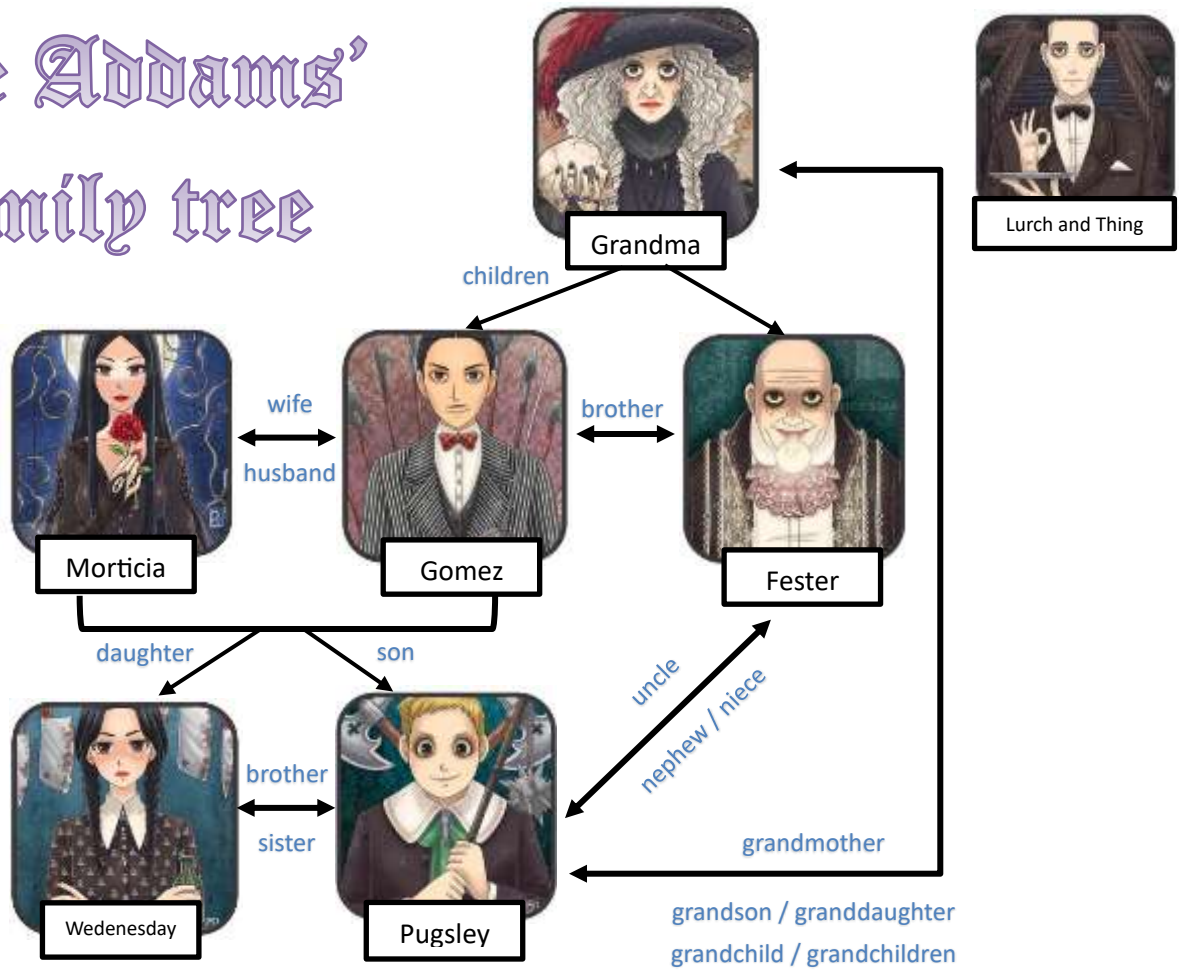 e Addams'
mily tree
Grandma
Lurch and Thing
children
wife
husband
brother
Morticia
Gomez
Fester
daughter
son
uncle
nephew / niece
brother
sister
grandmother
Wedenesday
Pugsley
grandson / granddaughter
grandchild / grandchildren